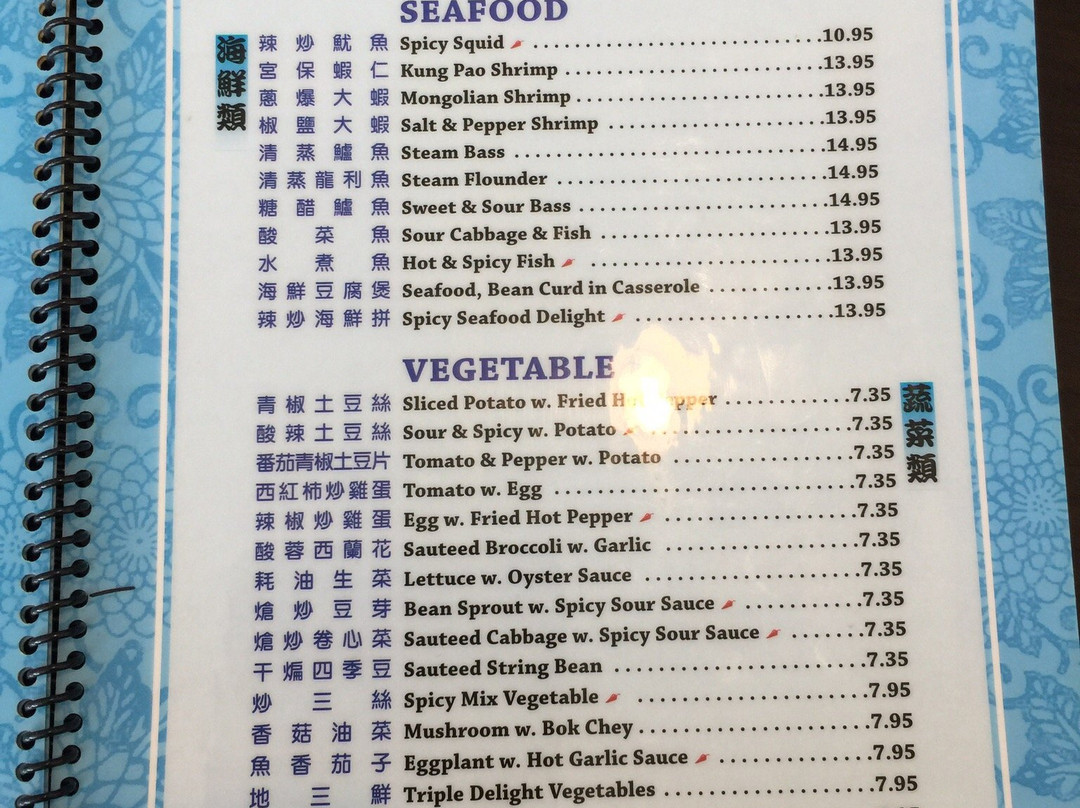 SEAFOOD
海鮮類
辣炒魷魚 Spicy Squid 10.95
宮保蝦仁 Kung Pao Shrimp 13.95
蔥爆大蝦 Mongolian Shrimp 13.95
椒鹽大蝦 Salt & Pepper Shrimp 13.95
清蒸鱸魚 Steam Bass 14.95
清蒸龍利魚 Steam Flounder 14.95
糖醋鱸魚 Sweet & Sour Bass 14.95
酸菜魚 Sour Cabbage & Fish 13.95
水煮魚 Hot & Spicy Fish 13.95
海鮮豆腐煲 Seafood, Bean Curd in Casserole 13.95
辣炒海鮮拼 Spicy Seafood Delight 13.95
VEGETABLE
蔬菜類
青椒土豆絲 Sliced Potato w. Fried Hot Pepper 7.35
酸辣土豆絲 Sour & Spicy w. Potato 7.35
番茄青椒土豆片 Tomato & Pepper w. Potato 7.35
西紅柿炒雞蛋 Tomato w. Egg 7.35
辣椒炒雞蛋 Egg w. Fried Hot Pepper 7.35
酸蓉西蘭花 Sauteed Broccoli w. Garlic 7.35
耗油生菜 Lettuce w. Oyster Sauce 7.35
熗炒豆芽 Bean Sprout w. Spicy Sour Sauce 7.35
熗炒卷心菜 Sauteed Cabbage w. Spicy Sour Sauce 7.35
干煸四季豆 Sauteed String Bean 7.35
炒三絲 Spicy Mix Vegetable 7.95
香菇油菜 Mushroom w. Bok Chey 7.95
魚香茄子 Eggplant w. Hot Garlic Sauce 7.95
地三鮮 Triple Delight Vegetables 7.95